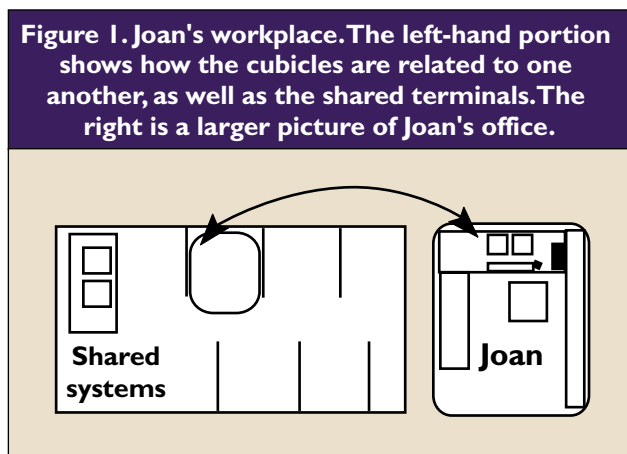 Figure 1. Joan's workplace. The left-hand portion
shows how the cubicles are related to one
another, as well as the shared terminals. The
right is a larger picture of Joan's office.
Shared
systems
Joan